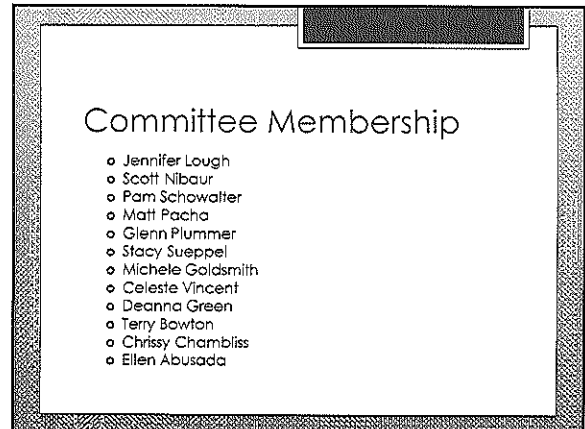 Committee Membership
o Jennifer Lough
o Scott Nibaur
o Pam Schowalter
o Matt Pacha
o Glenn Plummer
o Stacy Sueppel
o Michele Goldsmith
o Celeste Vincent
o Deanna Green
o Terry Bowton
o Chrissy Chambliss
o Ellen Abusada